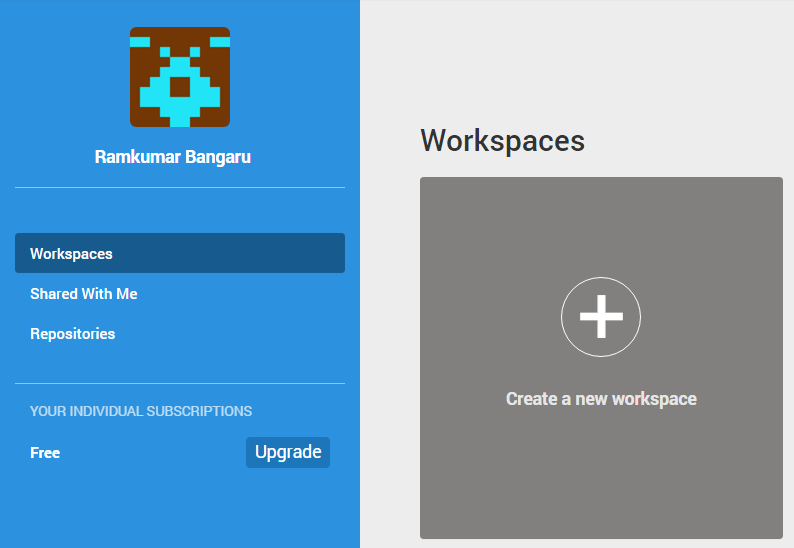 Ramkumar Bangaru
Workspaces
Shared With Me
Repositories
YOUR INDIVIDUAL SUBSCRIPTIONS
Free
Upgrade
Workspaces
Create a new workspace